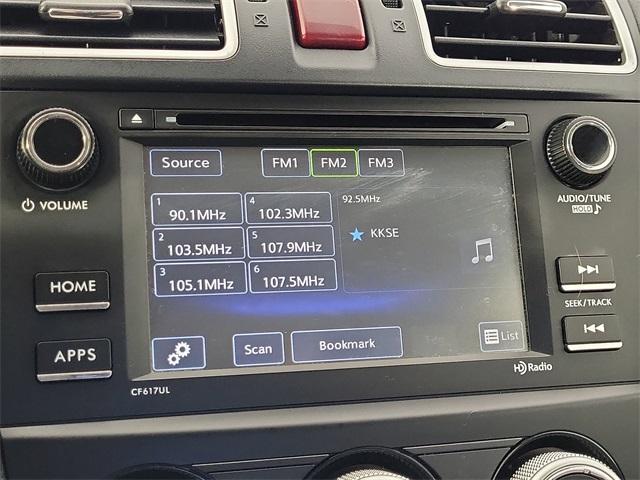 Source
FM1 FM2 FM3
1 90.1MHz
4 102.3MHz
92.5MHz
KKSE
2 103.5MHz
5 107.9MHz
3 105.1MHz
6 107.5MHz
Scan
Bookmark
List
VOLUME
HOME
APPS
AUDIO/TUNE
HOLD
SEEK/TRACK
CF617UL
HD Radio